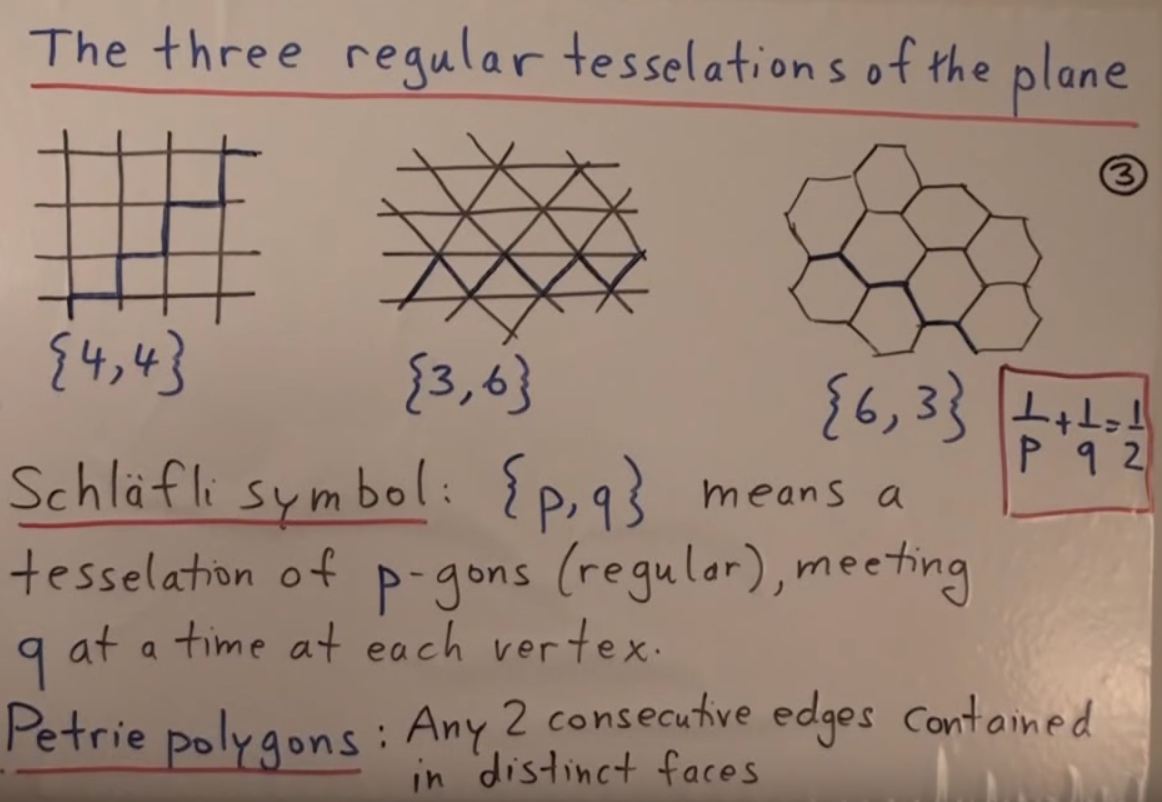 The three regular tesselations of the plane
③
{4,4}
{3,6}
{6,3}
1/p + 1/q = 1/2
Schläfli symbol: {p,q} means a
tesselation of p-gons (regular), meeting
q at a time at each vertex.
Petrie polygons: Any 2 consecutive edges contained
in distinct faces